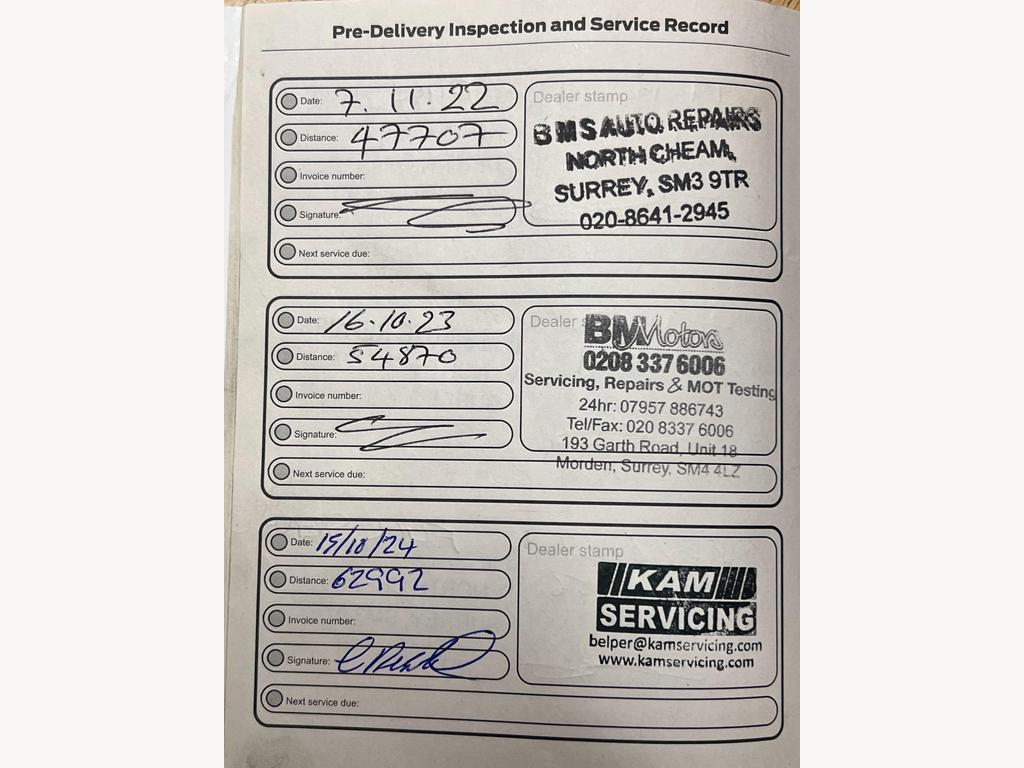 Pre-Delivery Inspection and Service Record
Date: 7.11.22
Distance: 47707
Invoice number:
Signature:
Next service due:
Dealer stamp
BMS AUTO REPAIRS
NORTH CHEAM,
SURREY, SM3 9TR
020-8641-2945
Date: 16.10.23
Distance: 54870
Invoice number:
Signature:
Next service due:
Dealer
BM Motors
0208 337 6006
Servicing, Repairs & MOT Testing
24hr: 07957 886743
Tel/Fax: 020 8337 6006
193 Garth Road, Unit 18
Morden, Surrey, SM4 4LZ
Date: 15/10/24
Distance: 62992
Invoice number:
Signature:
Next service due:
Dealer stamp
KAM
SERVICING
belper@kamservicing.com
www.kamservicing.com